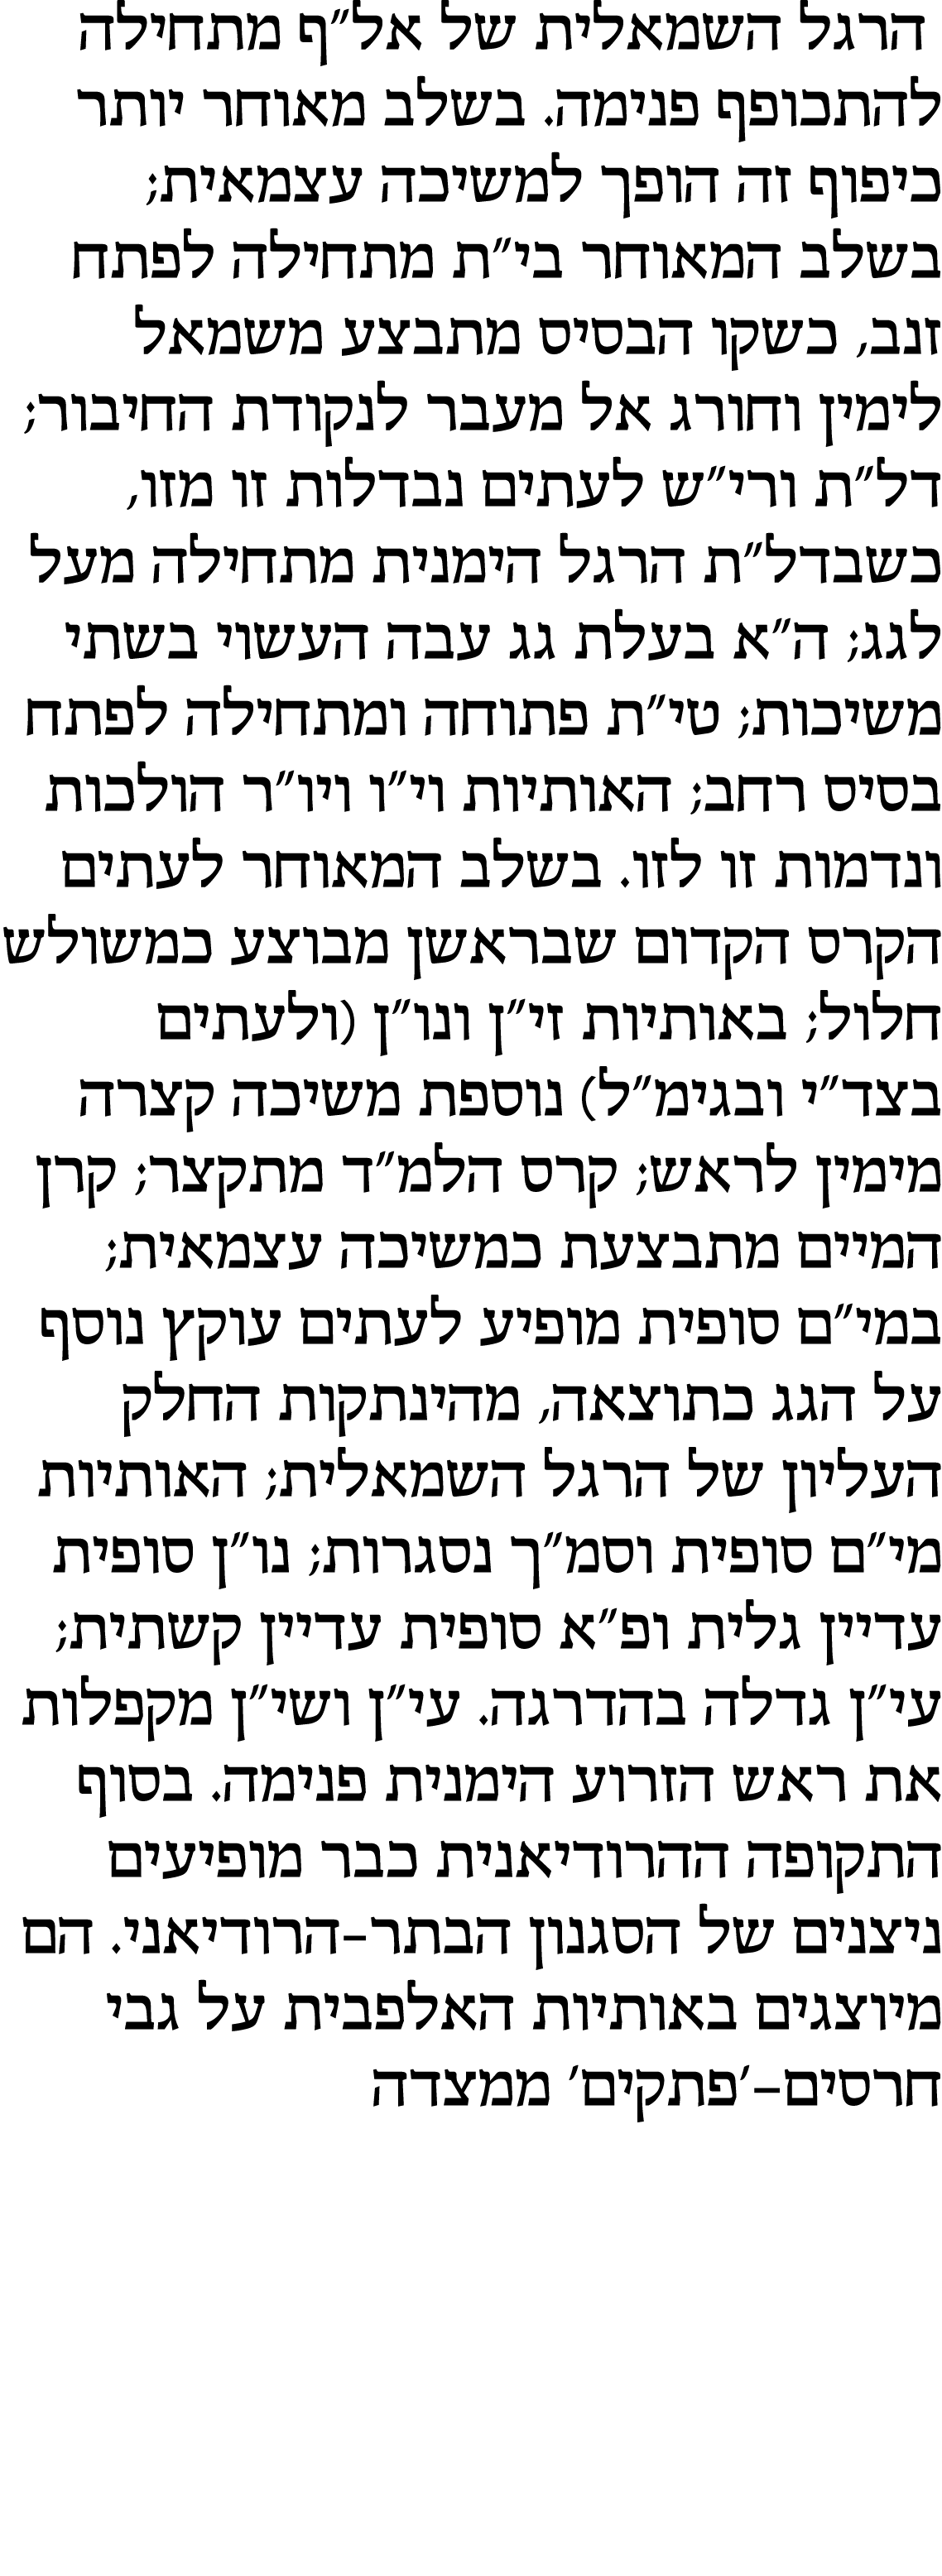 הרגל השמאלית של אל״ף מתחילה
להתכופף פנימה. בשלב מאוחר יותר
כיפוף זה הופך למשיכה עצמאית;
בשלב המאוחר בי״ת מתחילה לפתח
זנב, כשקו הבסיס מתבצע משמאל
לימין וחורג אל מעבר לנקודת החיבור;
דל״ת ורי״ש לעתים נבדלות זו מזו,
כשבדל״ת הרגל הימנית מתחילה מעל
לגג; ה״א בעלת גג עבה העשוי בשתי
משיכות; טי״ת פתוחה ומתחילה לפתח
בסיס רחב; האותיות וי״ו ויו״ר הולכות
ונדמות זו לזו. בשלב המאוחר לעתים
הקרס הקדום שבראשן מבוצע כמשולש
חלול; באותיות זי״ן ונו״ן (ולעתים
בצד״י ובגימ״ל) נוספת משיכה קצרה
מימין לראש; קרס הלמ״ד מתקצר; קרן
המיים מתבצעת כמשיכה עצמאית;
במי״ם סופית מופיע לעתים עוקץ נוסף
על הגג כתוצאה, מהינתקות החלק
העליון של הרגל השמאלית; האותיות
מי״ם סופית וסמ״ך נסגרות; נו״ן סופית
עדיין גלית ופ״א סופית עדיין קשתית;
עי״ן גדלה בהדרגה. עי״ן ושי״ן מקפלות
את ראש הזרוע הימנית פנימה. בסוף
התקופה ההרודיאנית כבר מופיעים
ניצנים של הסגנון הבתר-הרודיאני. הם
מיוצגים באותיות האלפבית על גבי
חרסים-׳פתקים׳ ממצדה